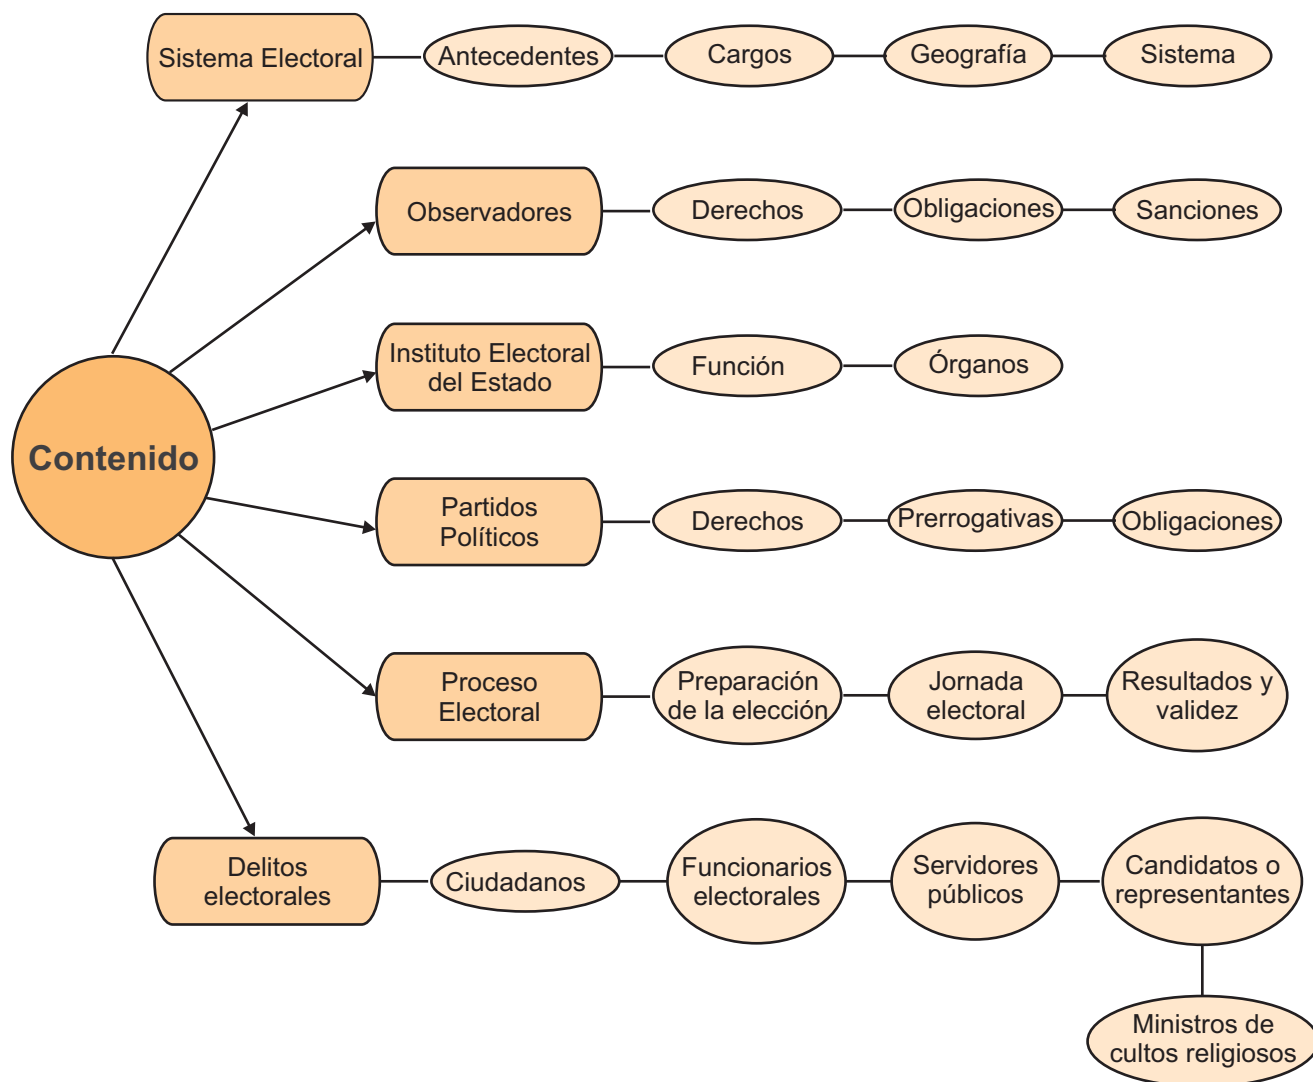 Sistema Electoral
Antecedentes
Cargos
Geografía
Sistema
Observadores
Derechos
Obligaciones
Sanciones
Instituto Electoral
del Estado
Función
Órganos
Contenido
Partidos
Políticos
Derechos
Prerrogativas
Obligaciones
Proceso
Electoral
Preparación
de la elección
Jornada
electoral
Resultados y
validez
Delitos
electorales
Ciudadanos
Funcionarios
electorales
Servidores
públicos
Candidatos o
representantes
Ministros de
cultos religiosos